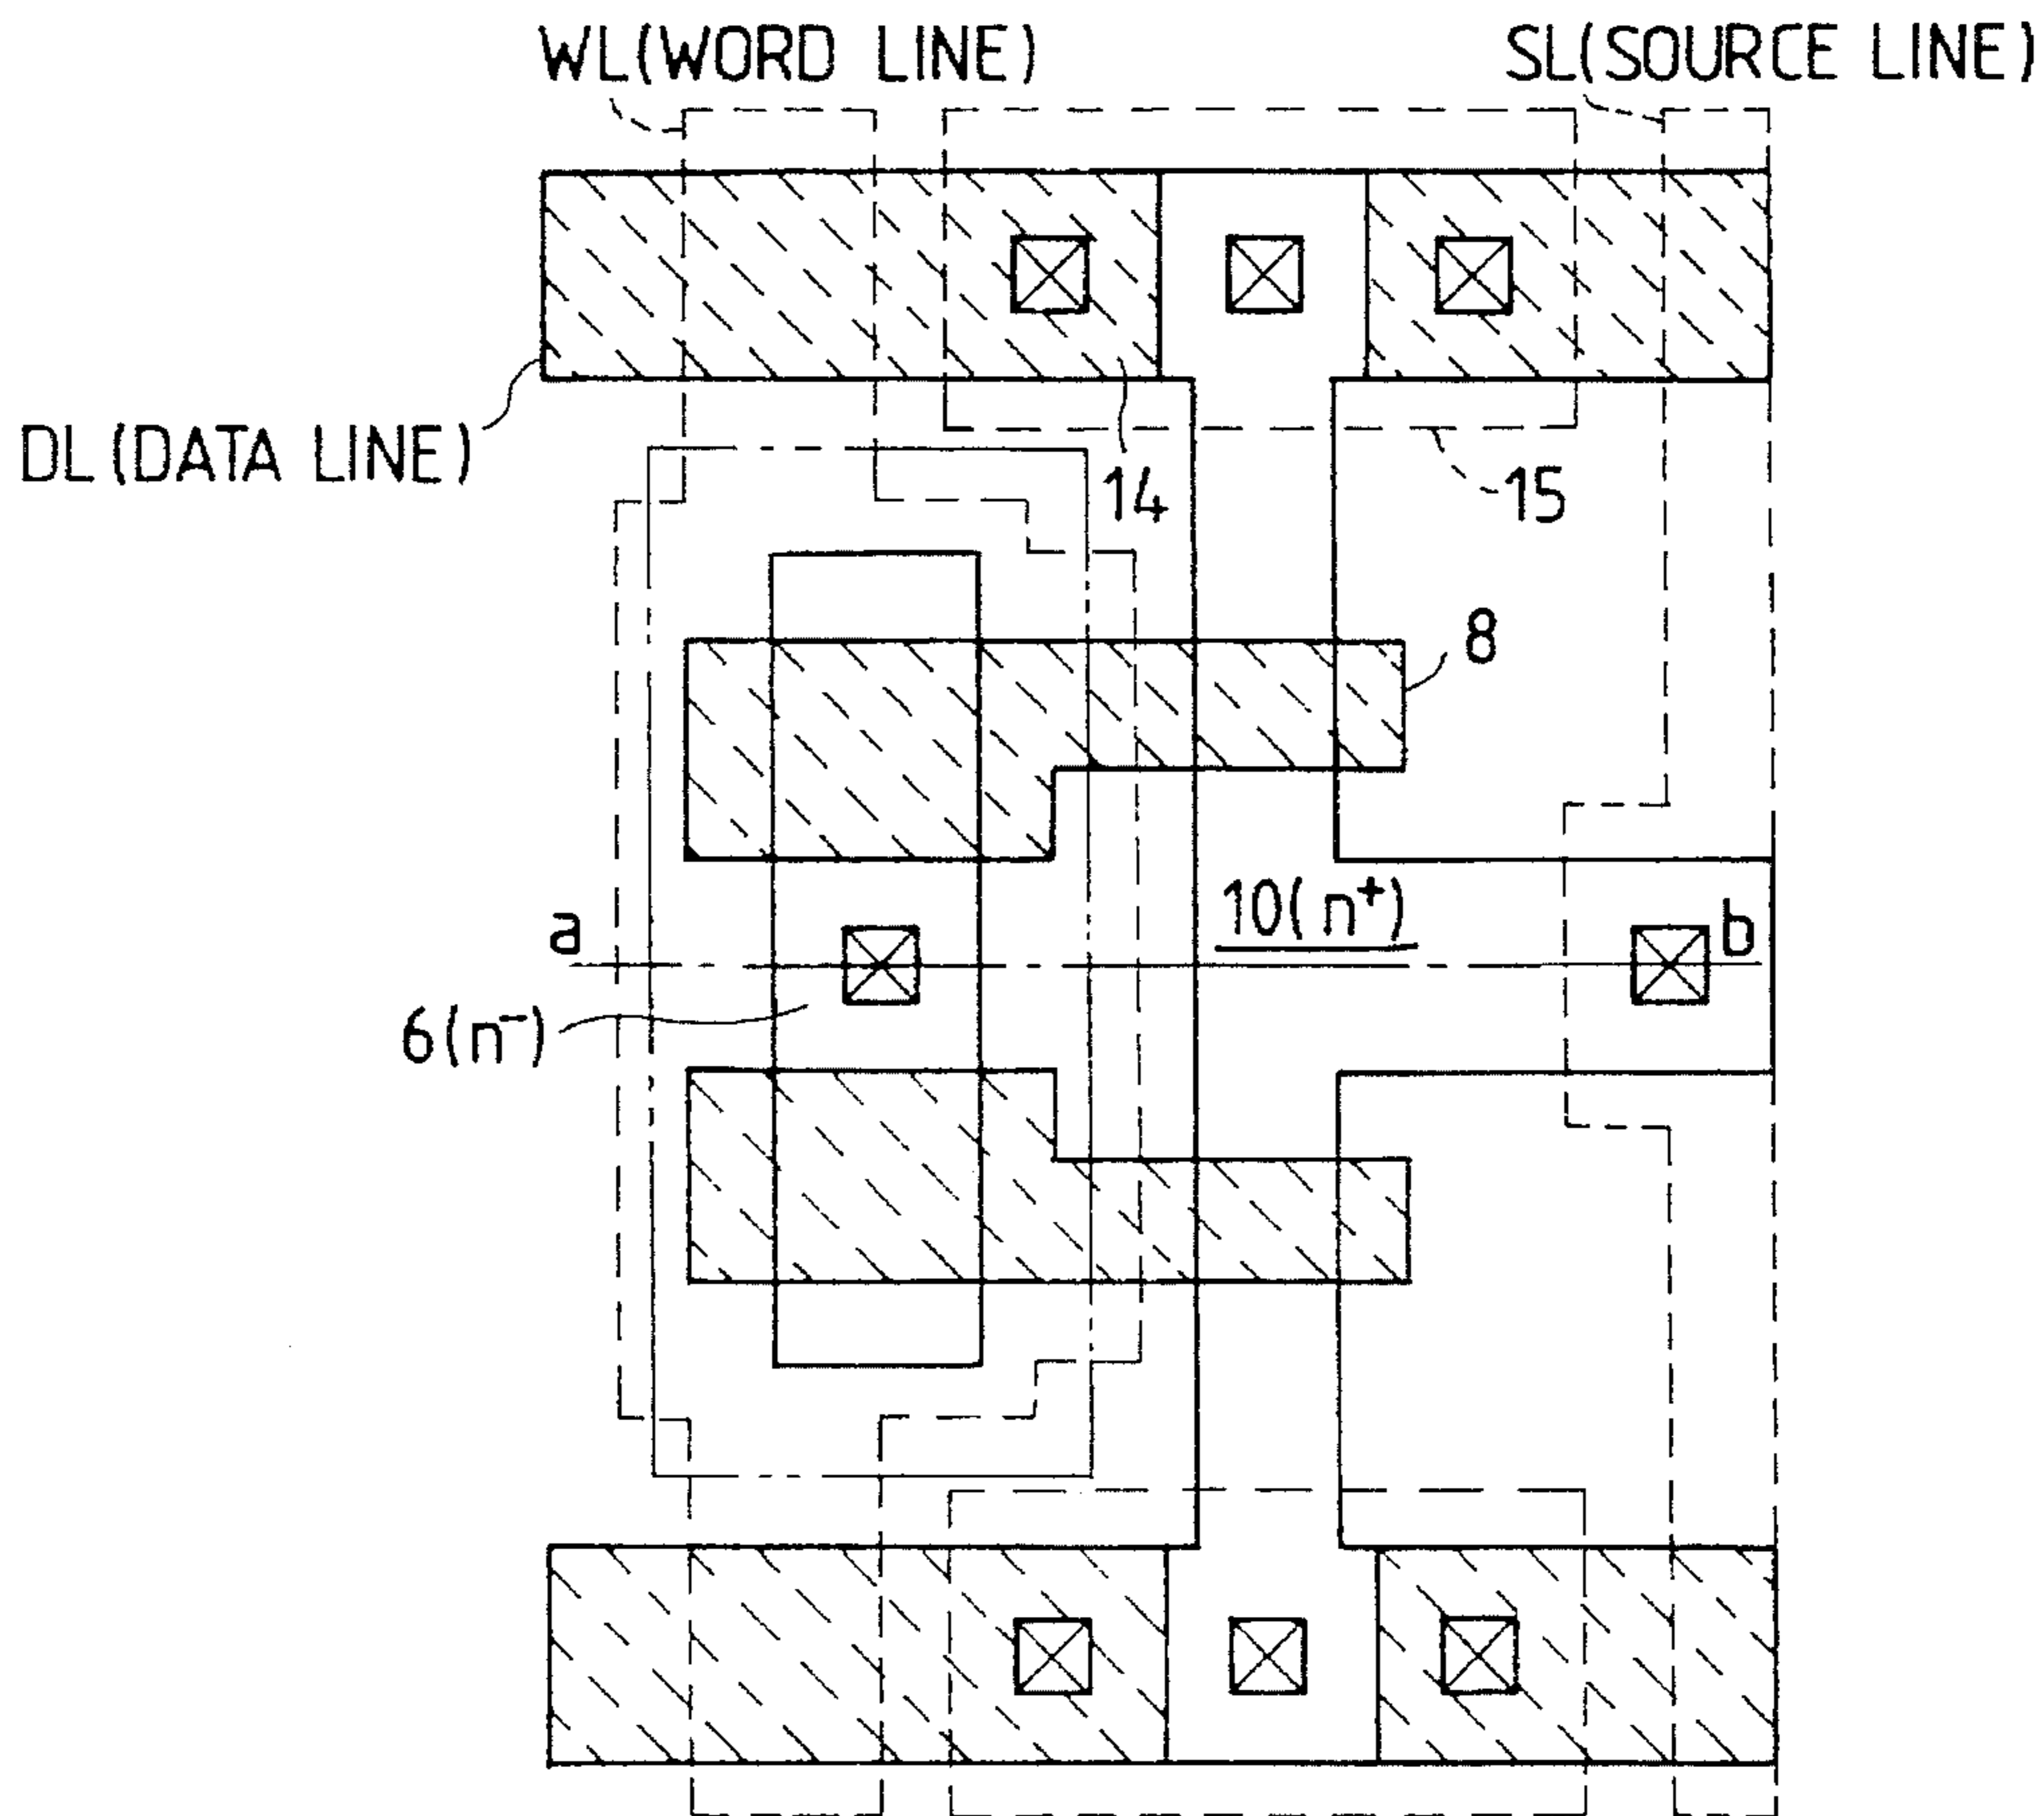 WL(WORD LINE)
SL(SOURCE LINE)
DL(DATA LINE)
14
15
8
10(n⁺)
a
b
6(n⁻)